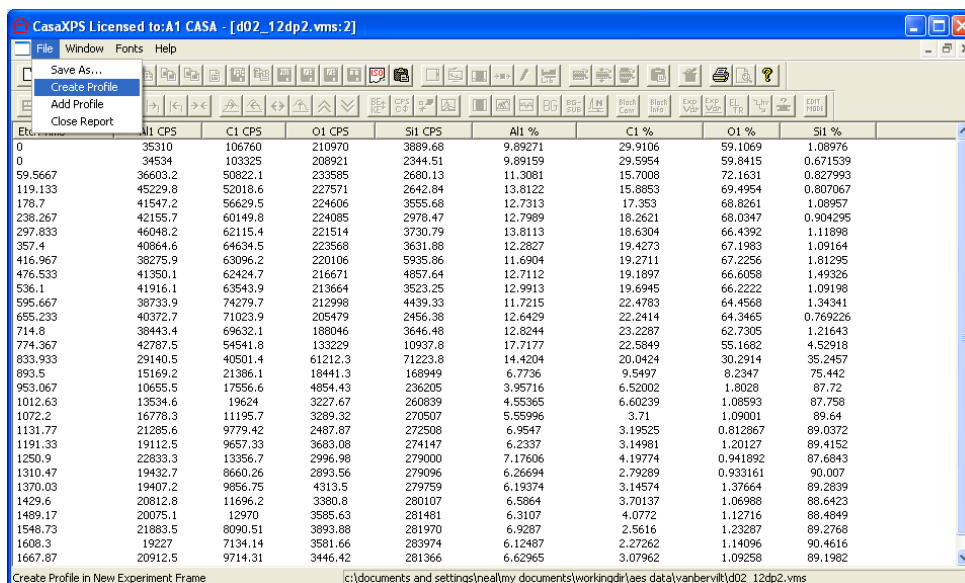 CasaXPS Licensed to:A1 CASA - [d02_12dp2.vms:2]
File Window Fonts Help
Save As...
Create Profile
Add Profile
Close Report
ISO
BG
EDIT MODE
Al1 CPS C1 CPS O1 CPS Si1 CPS Al1 % C1 % O1 % Si1 %
0 35310 106760 210970 3889.68 9.89271 29.9106 59.1069 1.08976
0 34534 103325 208921 2344.51 9.89159 29.5954 59.8415 0.671539
59.5667 36603.2 50822.1 233585 2680.13 11.3081 15.7008 72.1631 0.827993
119.133 45229.8 52018.6 227571 2642.84 13.8122 15.8853 69.4954 0.807067
178.7 41547.2 56629.5 224606 3555.68 12.7313 17.353 68.8261 1.08957
238.267 42155.7 60149.8 224085 2978.47 12.7989 18.2621 68.0347 0.904295
297.833 46048.2 62115.4 221514 3730.79 13.8113 18.6304 66.4392 1.11898
357.4 40864.6 64634.5 223568 3631.88 12.2827 19.4273 67.1983 1.09164
416.967 38275.9 63096.2 220106 5935.86 11.6904 19.2711 67.2256 1.81295
476.533 41350.1 62424.7 216671 4857.64 12.7112 19.1897 66.6058 1.49326
536.1 41916.1 63543.9 213664 3523.25 12.9913 19.6945 66.2222 1.09198
595.667 38733.9 74279.7 212998 4439.33 11.7215 22.4783 64.4568 1.34341
655.233 40372.7 71023.9 205479 2456.38 12.6429 22.2414 64.3465 0.769226
714.8 38443.4 69632.1 188046 3646.48 12.8244 23.2287 62.7305 1.21643
774.367 42787.5 54541.8 133229 10937.8 17.7177 22.5849 55.1682 4.52918
833.933 29140.5 40501.4 61212.3 71223.8 14.4204 20.0424 30.2914 35.2457
893.5 15169.2 21386.1 18441.3 168949 6.7736 9.5497 8.2347 75.442
953.067 10655.5 17556.6 4854.43 236205 3.95716 6.52002 1.8028 87.72
1012.63 13534.6 19624 3227.67 260839 4.55365 6.60239 1.08593 87.758
1072.2 16778.3 11195.7 3289.32 270507 5.55996 3.71 1.09001 89.64
1131.77 21285.6 9779.42 2487.87 272508 6.9547 3.19525 0.812867 89.0372
1191.33 19112.5 9657.33 3683.08 274147 6.2337 3.14981 1.20127 89.4152
1250.9 22833.3 13356.7 2996.98 279000 7.17606 4.19774 0.941892 87.6843
1310.47 19432.7 8660.26 2893.56 279096 6.26694 2.79289 0.933161 90.007
1370.03 19407.2 9856.75 4313.5 279759 6.19374 3.14574 1.37664 89.2839
1429.6 20812.8 11696.2 3380.8 280107 6.5864 3.70137 1.06988 88.6423
1489.17 20075.1 12970 3585.63 281481 6.3107 4.0772 1.12716 88.4849
1548.73 21883.5 8090.51 3893.88 281970 6.9287 2.5616 1.23287 89.2768
1608.3 19227 7134.14 3581.66 283974 6.12487 2.27262 1.14096 90.4616
1667.87 20912.5 9714.31 3446.42 281366 6.62965 3.07962 1.09258 89.1982
Create Profile in New Experiment Frame c:\documents and settings\neal\my documents\workingdir\aes data\vanbervilt\d02_12dp2.vms